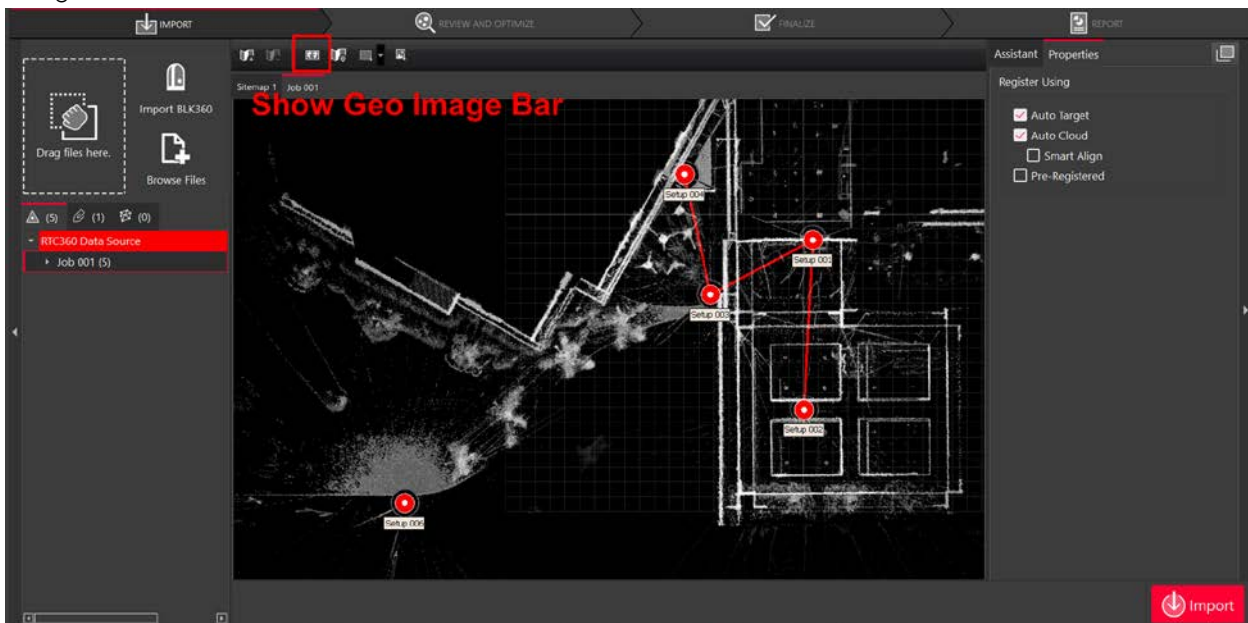 IMPORT
REVIEW AND OPTIMIZE
FINALIZE
REPORT
Drag files here.
Import BLK360
Browse Files
(5)
(1)
(0)
RTC360 Data Source
Job 001 (5)
Sitemap 1
Job 001
Show Geo Image Bar
Setup 004
Setup 001
Setup 003
Setup 002
Setup 006
Assistant
Properties
Register Using
Auto Target
Auto Cloud
Smart Align
Pre-Registered
Import